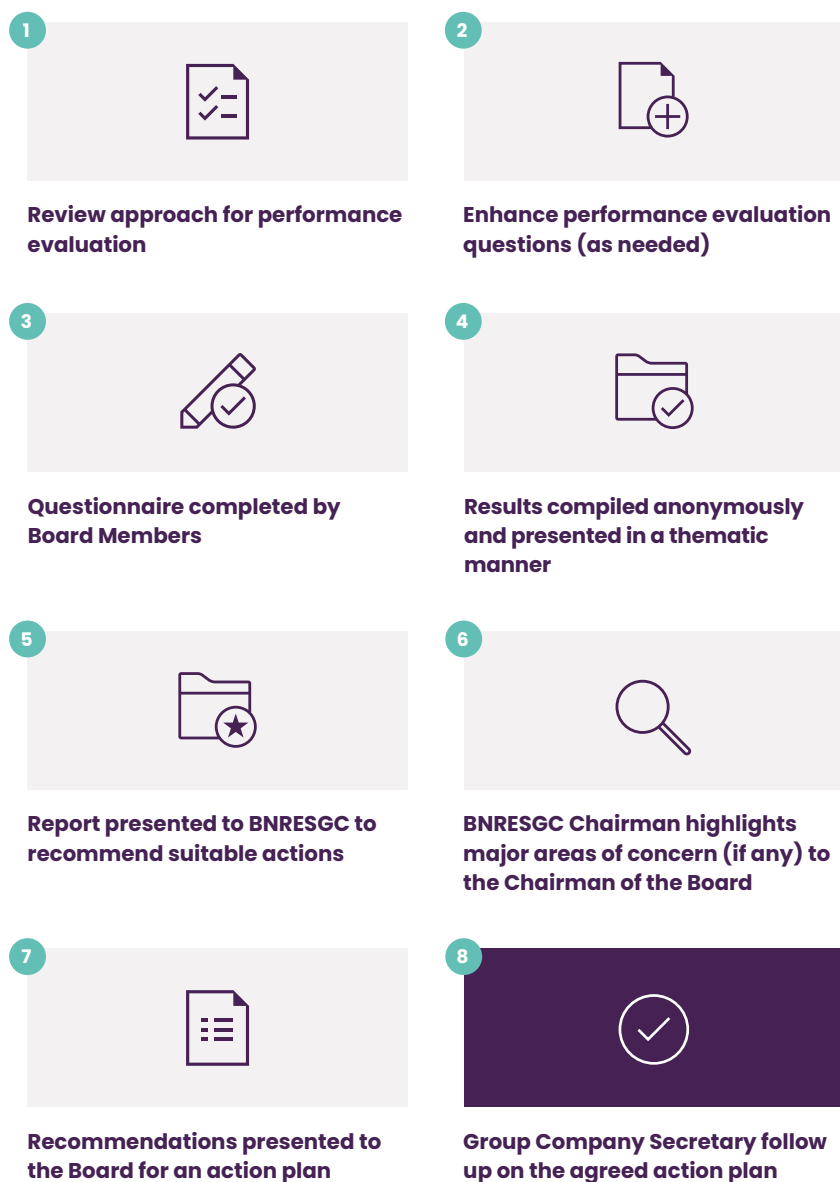 1
Review approach for performance
evaluation
2
Enhance performance evaluation
questions (as needed)
3
Questionnaire completed by
Board Members
4
Results compiled anonymously
and presented in a thematic
manner
5
Report presented to BNRESGC to
recommend suitable actions
6
BNRESGC Chairman highlights
major areas of concern (if any) to
the Chairman of the Board
7
Recommendations presented to
the Board for an action plan
8
Group Company Secretary follow
up on the agreed action plan